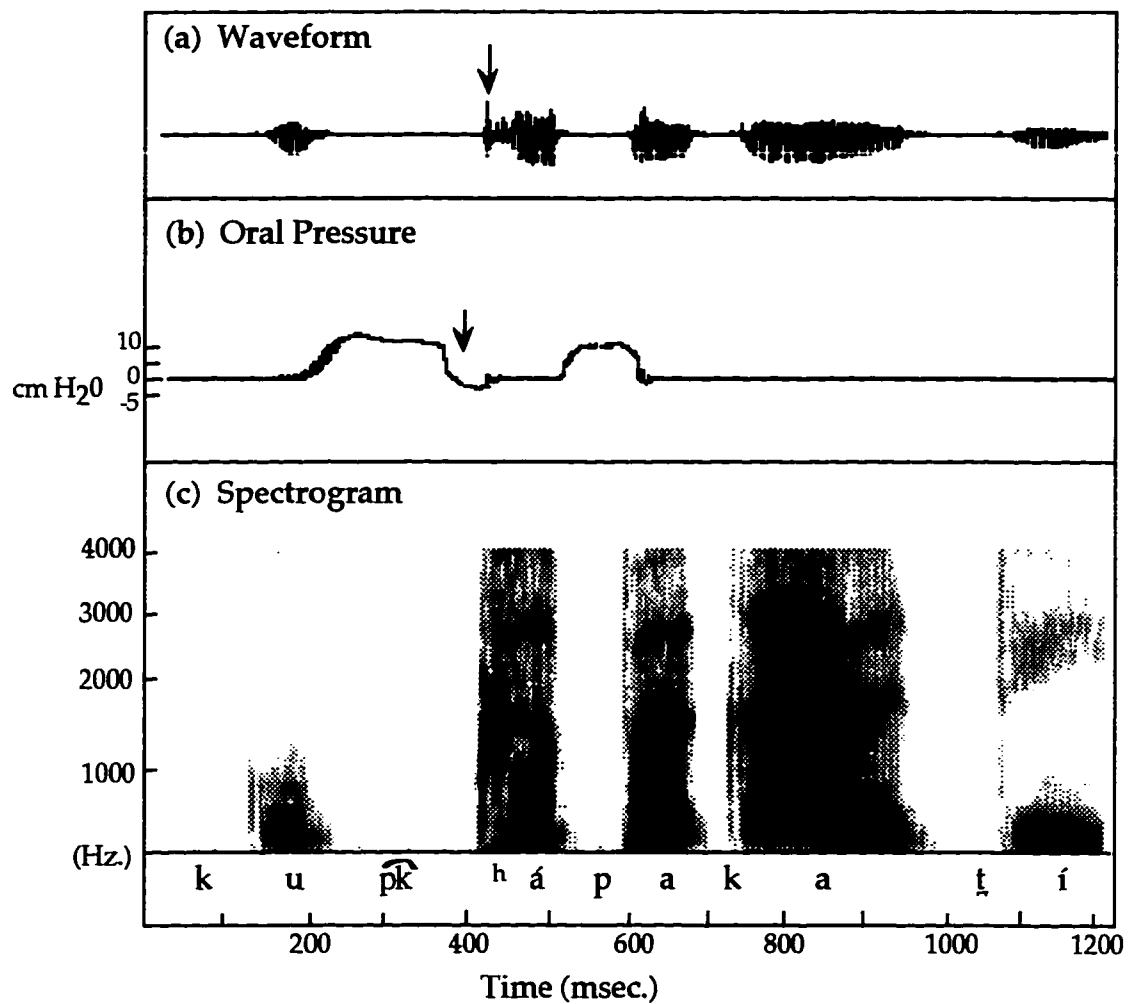 (a) Waveform
(b) Oral Pressure
10
0
cm H20
-5
(c) Spectrogram
4000
3000
2000
1000
(Hz.)
k u p͡k ʰ á p a k a t̪ í
200 400 600 800 1000 1200
Time (msec.)